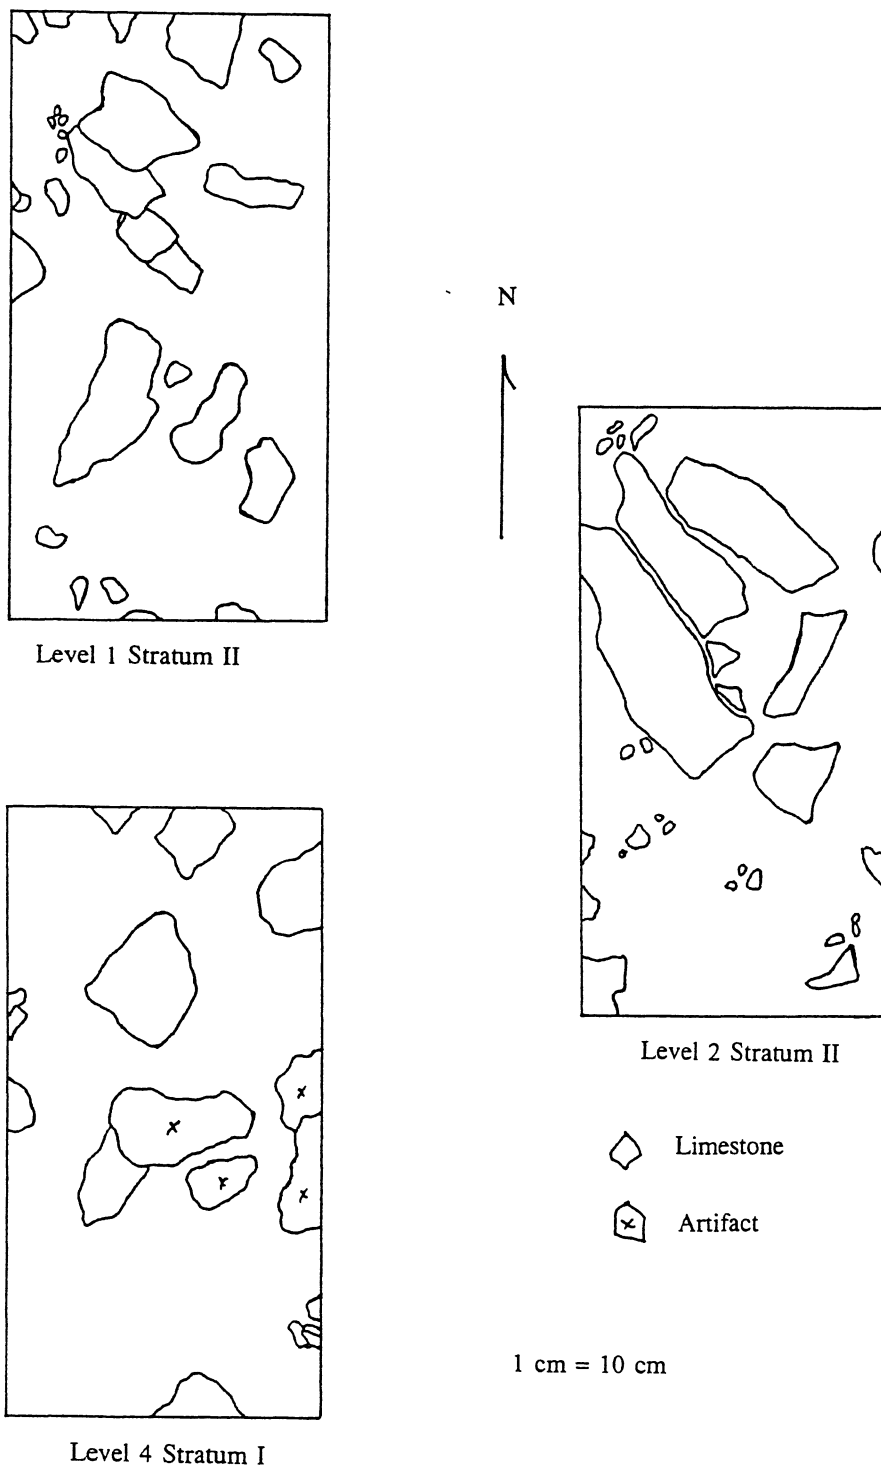 N
Level 1 Stratum II
Level 2 Stratum II
Limestone
x Artifact
1 cm = 10 cm
x
x
x
x
Level 4 Stratum I